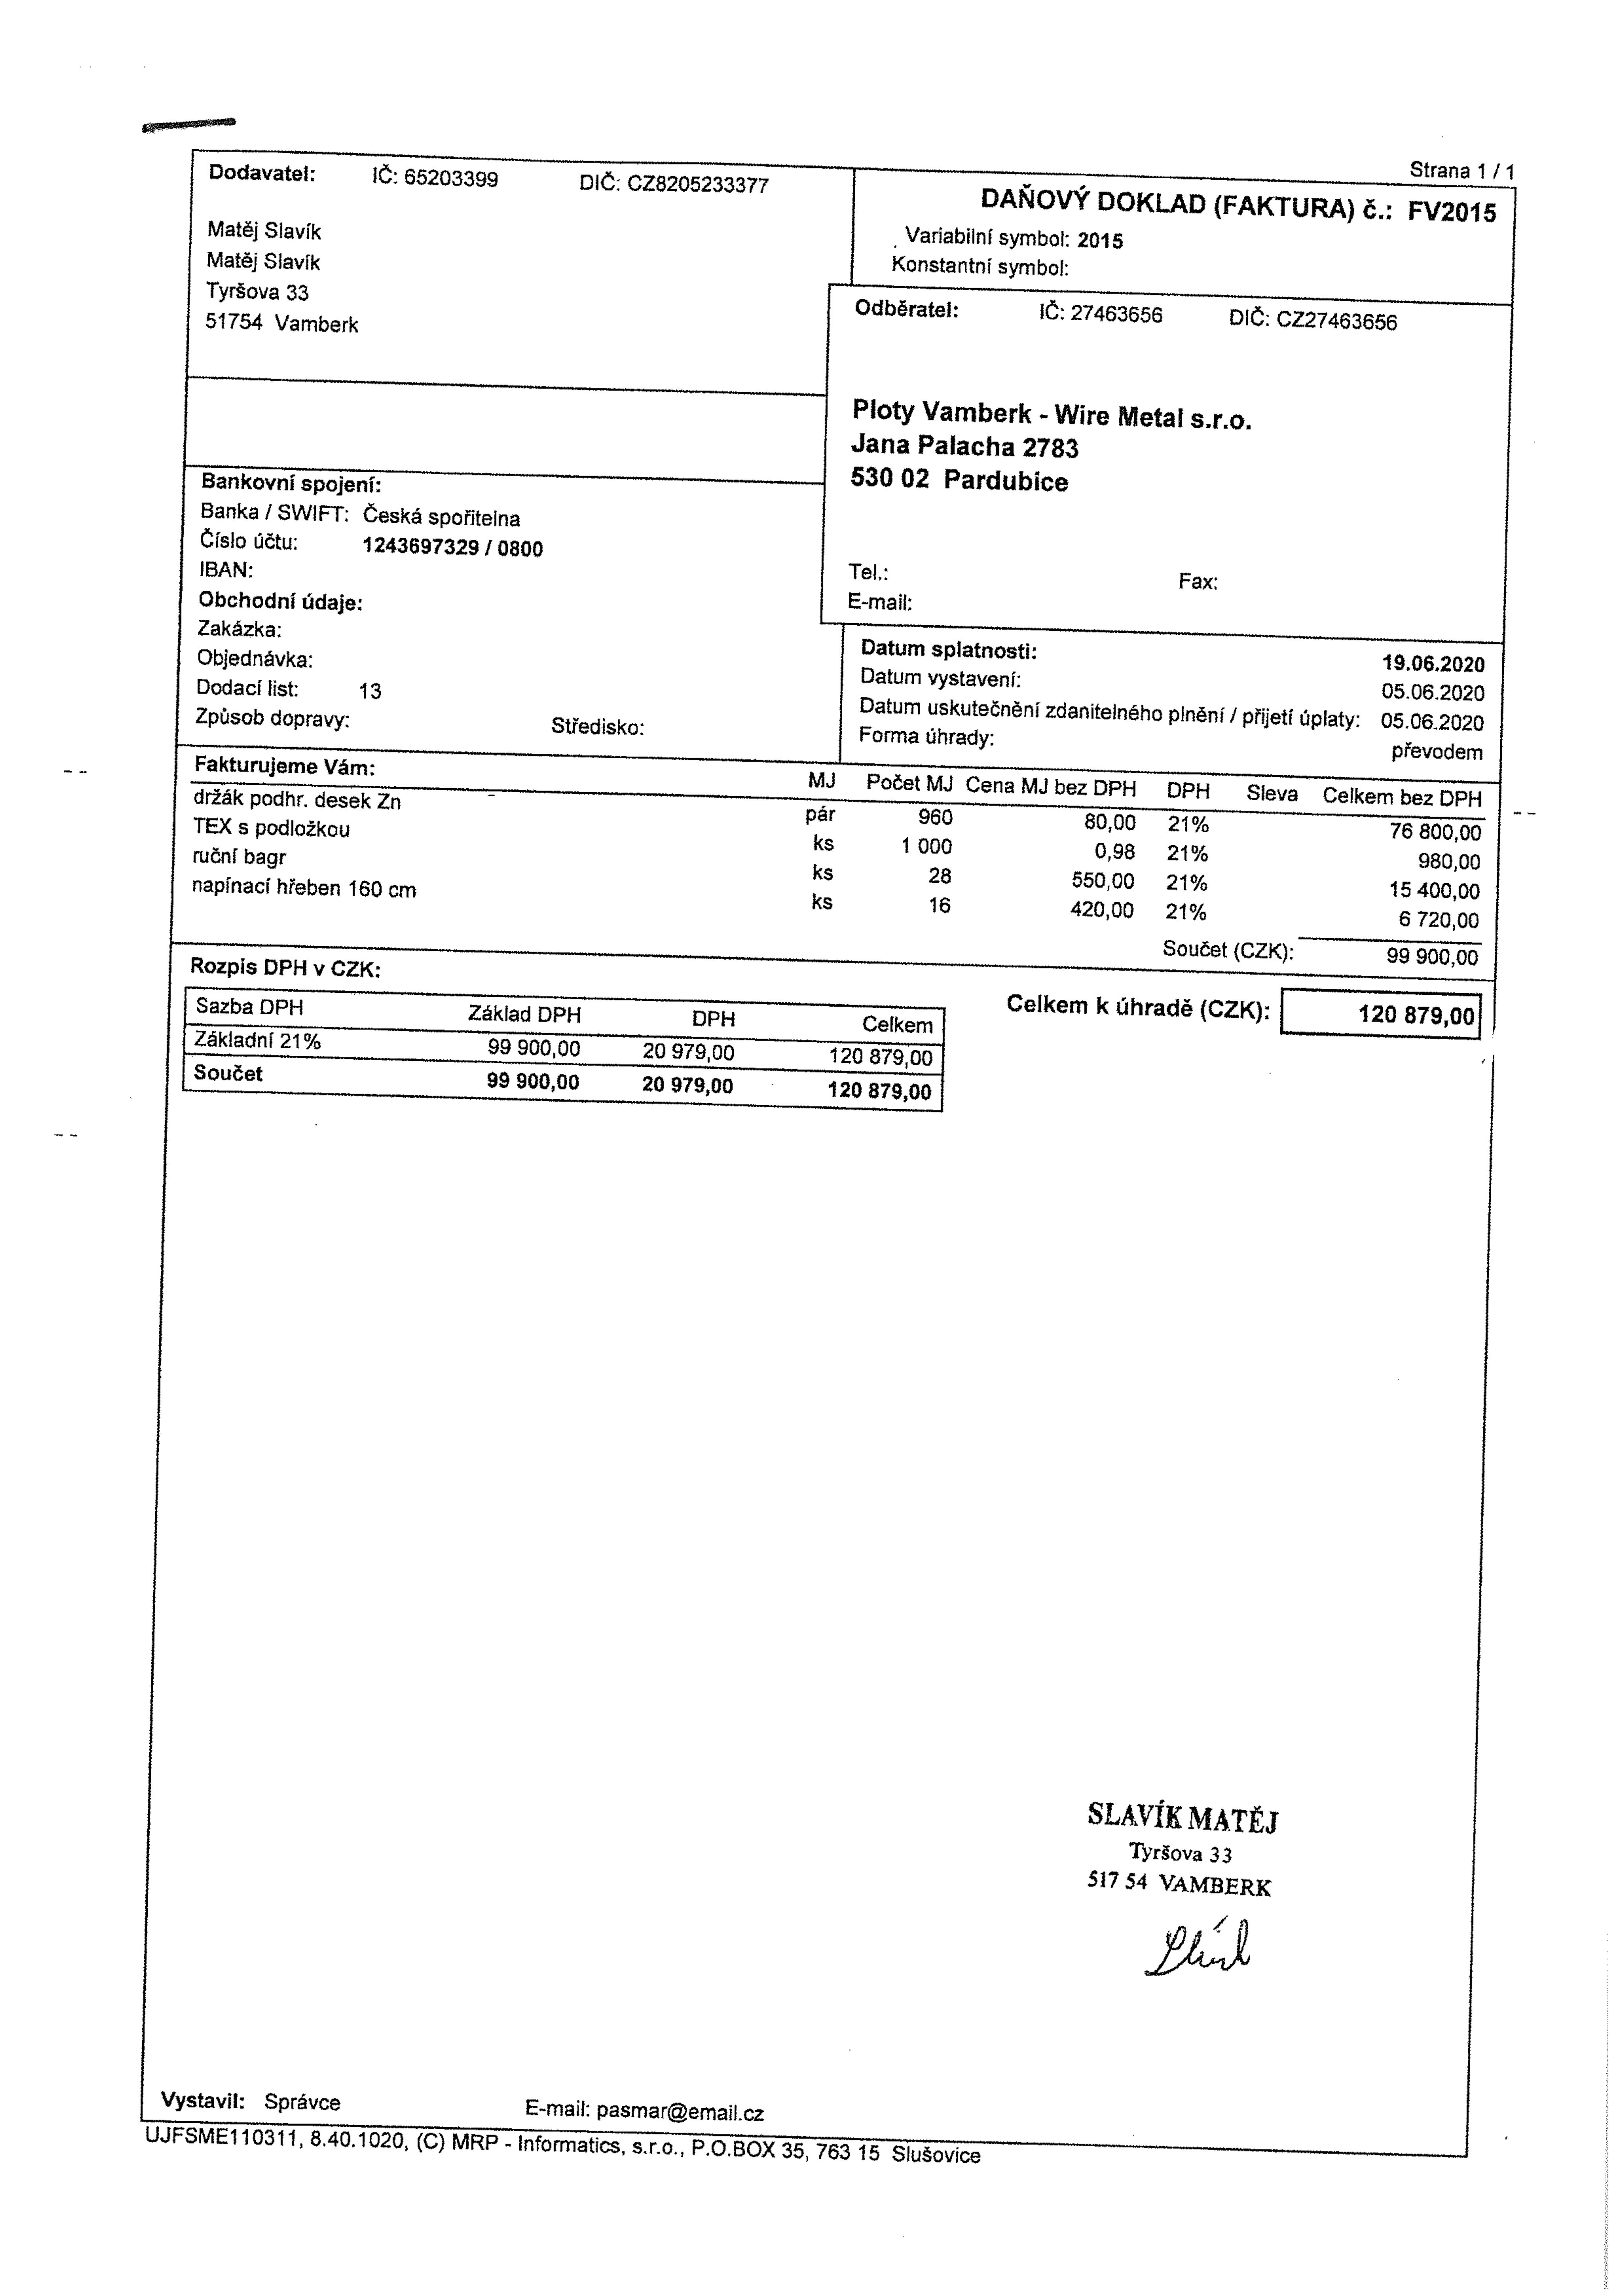 Strana 1 / 1
Dodavatel: IČ: 65203399 DIČ: CZ8205233377
Matěj Slavík
Matěj Slavík
Tyršova 33
51754 Vamberk
DAŇOVÝ DOKLAD (FAKTURA) č.: FV2015
Variabilní symbol: 2015
Konstantní symbol:
Odběratel: IČ: 27463656 DIČ: CZ27463656
Ploty Vamberk - Wire Metal s.r.o.
Jana Palacha 2783
530 02 Pardubice
Tel.: Fax:
E-mail:
Bankovní spojení:
Banka / SWIFT: Česká spořitelna
Číslo účtu: 1243697329 / 0800
IBAN:
Obchodní údaje:
Zakázka:
Objednávka:
Dodací list: 13
Způsob dopravy: Středisko:
Datum splatnosti: 19.06.2020
Datum vystavení: 05.06.2020
Datum uskutečnění zdanitelného plnění / přijetí úplaty: 05.06.2020
Forma úhrady: převodem
Fakturujeme Vám: MJ Počet MJ Cena MJ bez DPH DPH Sleva Celkem bez DPH
držák podhr. desek Zn pár 960 80,00 21% 76 800,00
TEX s podložkou ks 1 000 0,98 21% 980,00
ruční bagr ks 28 550,00 21% 15 400,00
napínací hřeben 160 cm ks 16 420,00 21% 6 720,00
Součet (CZK): 99 900,00
Rozpis DPH v CZK:
Celkem k úhradě (CZK): 120 879,00
Sazba DPH Základ DPH DPH Celkem
Základní 21% 99 900,00 20 979,00 120 879,00
Součet 99 900,00 20 979,00 120 879,00
SLAVÍK MATĚJ
Tyršova 33
517 54 VAMBERK
Vystavil: Správce E-mail: pasmar@email.cz
UJFSME110311, 8.40.1020, (C) MRP - Informatics, s.r.o., P.O.BOX 35, 763 15 Slušovice